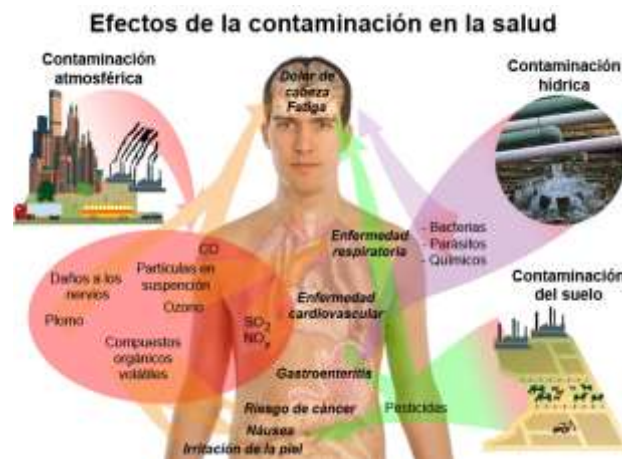 Efectos de la contaminación en la salud
Contaminación
atmosférica
Dolor de
cabeza
Fatiga
Contaminación
hídrica
- Bacterias
- Parásitos
- Químicos
Enfermedad
respiratoria
CO
Partículas en
suspención
Daños a los
nervios
Ozono
Plomo
SO2
NOx
Compuestos
orgánicos
volátiles
Enfermedad
cardiovascular
Contaminación
del suelo
Gastroenteritis
Riesgo de cáncer
Pesticidas
Náusea
Irritación de la piel